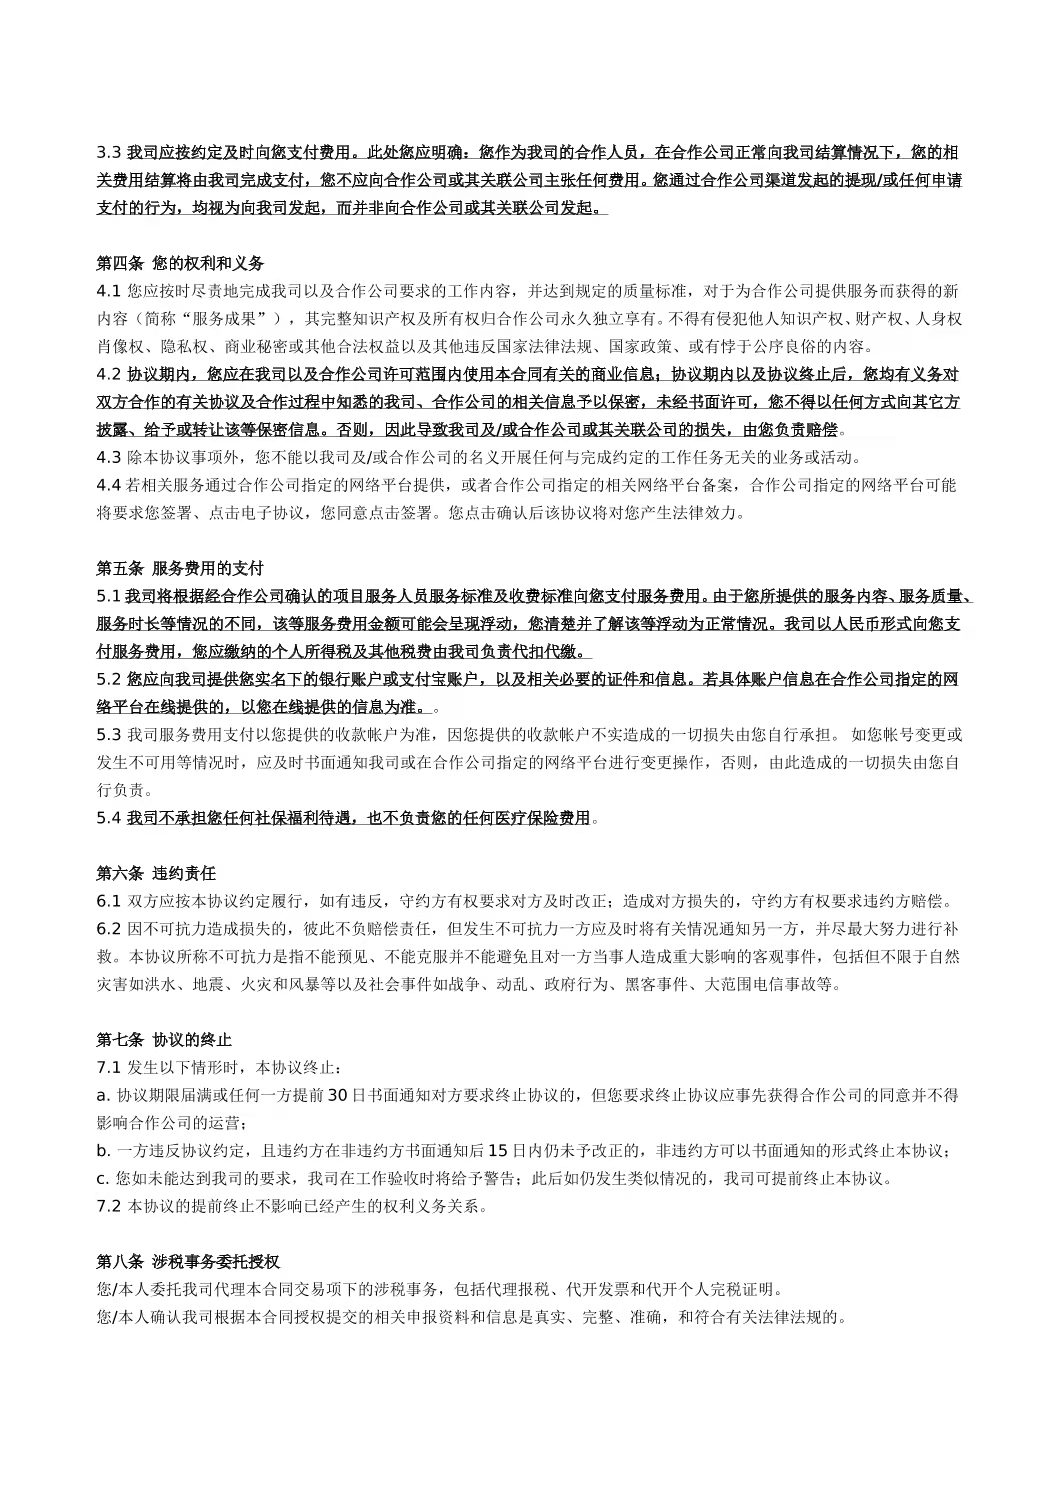 3.3 我司应按约定及时向您支付费用。此处您应明确：您作为我司的合作人员，在合作公司正常向我司结算情况下，您的相
关费用结算将由我司完成支付，您不应向合作公司或其关联公司主张任何费用。您通过合作公司渠道发起的提现/或任何申请
支付的行为，均视为向我司发起，而并非向合作公司或其关联公司发起。
第四条 您的权利和义务
4.1 您应按时尽责地完成我司以及合作公司要求的工作内容，并达到规定的质量标准，对于为合作公司提供服务而获得的新
内容（简称“服务成果”），其完整知识产权及所有权归合作公司永久独立享有。不得有侵犯他人知识产权、财产权、人身权
肖像权、隐私权、商业秘密或其他合法权益以及其他违反国家法律法规、国家政策、或有悖于公序良俗的内容。
4.2 协议期内，您应在我司以及合作公司许可范围内使用本合同有关的商业信息；协议期内以及协议终止后，您均有义务对
双方合作的有关协议及合作过程中知悉的我司、合作公司的相关信息予以保密，未经书面许可，您不得以任何方式向其它方
披露、给予或转让该等保密信息。否则，因此导致我司及/或合作公司或其关联公司的损失，由您负责赔偿。
4.3 除本协议事项外，您不能以我司及/或合作公司的名义开展任何与完成约定的工作任务无关的业务或活动。
4.4 若相关服务通过合作公司指定的网络平台提供，或者合作公司指定的相关网络平台备案，合作公司指定的网络平台可能
将要求您签署、点击电子协议，您同意点击签署。您点击确认后该协议将对您产生法律效力。
第五条 服务费用的支付
5.1 我司将根据经合作公司确认的项目服务人员服务标准及收费标准向您支付服务费用。由于您所提供的服务内容、服务质量、
服务时长等情况的不同，该等服务费用金额可能会呈现浮动，您清楚并了解该等浮动为正常情况。我司以人民币形式向您支
付服务费用，您应缴纳的个人所得税及其他税费由我司负责代扣代缴。
5.2 您应向我司提供您实名下的银行账户或支付宝账户，以及相关必要的证件和信息。若具体账户信息在合作公司指定的网
络平台在线提供的，以您在线提供的信息为准。。
5.3 我司服务费用支付以您提供的收款帐户为准，因您提供的收款帐户不实造成的一切损失由您自行承担。 如您帐号变更或
发生不可用等情况时，应及时书面通知我司或在合作公司指定的网络平台进行变更操作，否则，由此造成的一切损失由您自
行负责。
5.4 我司不承担您任何社保福利待遇，也不负责您的任何医疗保险费用。
第六条 违约责任
6.1 双方应按本协议约定履行，如有违反，守约方有权要求对方及时改正；造成对方损失的，守约方有权要求违约方赔偿。
6.2 因不可抗力造成损失的，彼此不负赔偿责任，但发生不可抗力一方应及时将有关情况通知另一方，并尽最大努力进行补
救。本协议所称不可抗力是指不能预见、不能克服并不能避免且对一方当事人造成重大影响的客观事件，包括但不限于自然
灾害如洪水、地震、火灾和风暴等以及社会事件如战争、动乱、政府行为、黑客事件、大范围电信事故等。
第七条 协议的终止
7.1 发生以下情形时，本协议终止：
a. 协议期限届满或任何一方提前 30 日书面通知对方要求终止协议的，但您要求终止协议应事先获得合作公司的同意并不得
影响合作公司的运营；
b. 一方违反协议约定，且违约方在非违约方书面通知后 15 日内仍未予改正的，非违约方可以书面通知的形式终止本协议；
c. 您如未能达到我司的要求，我司在工作验收时将给予警告；此后如仍发生类似情况的，我司可提前终止本协议。
7.2 本协议的提前终止不影响已经产生的权利义务关系。
第八条 涉税事务委托授权
您/本人委托我司代理本合同交易项下的涉税事务，包括代理报税、代开发票和代开个人完税证明。
您/本人确认我司根据本合同授权提交的相关申报资料和信息是真实、完整、准确，和符合有关法律法规的。